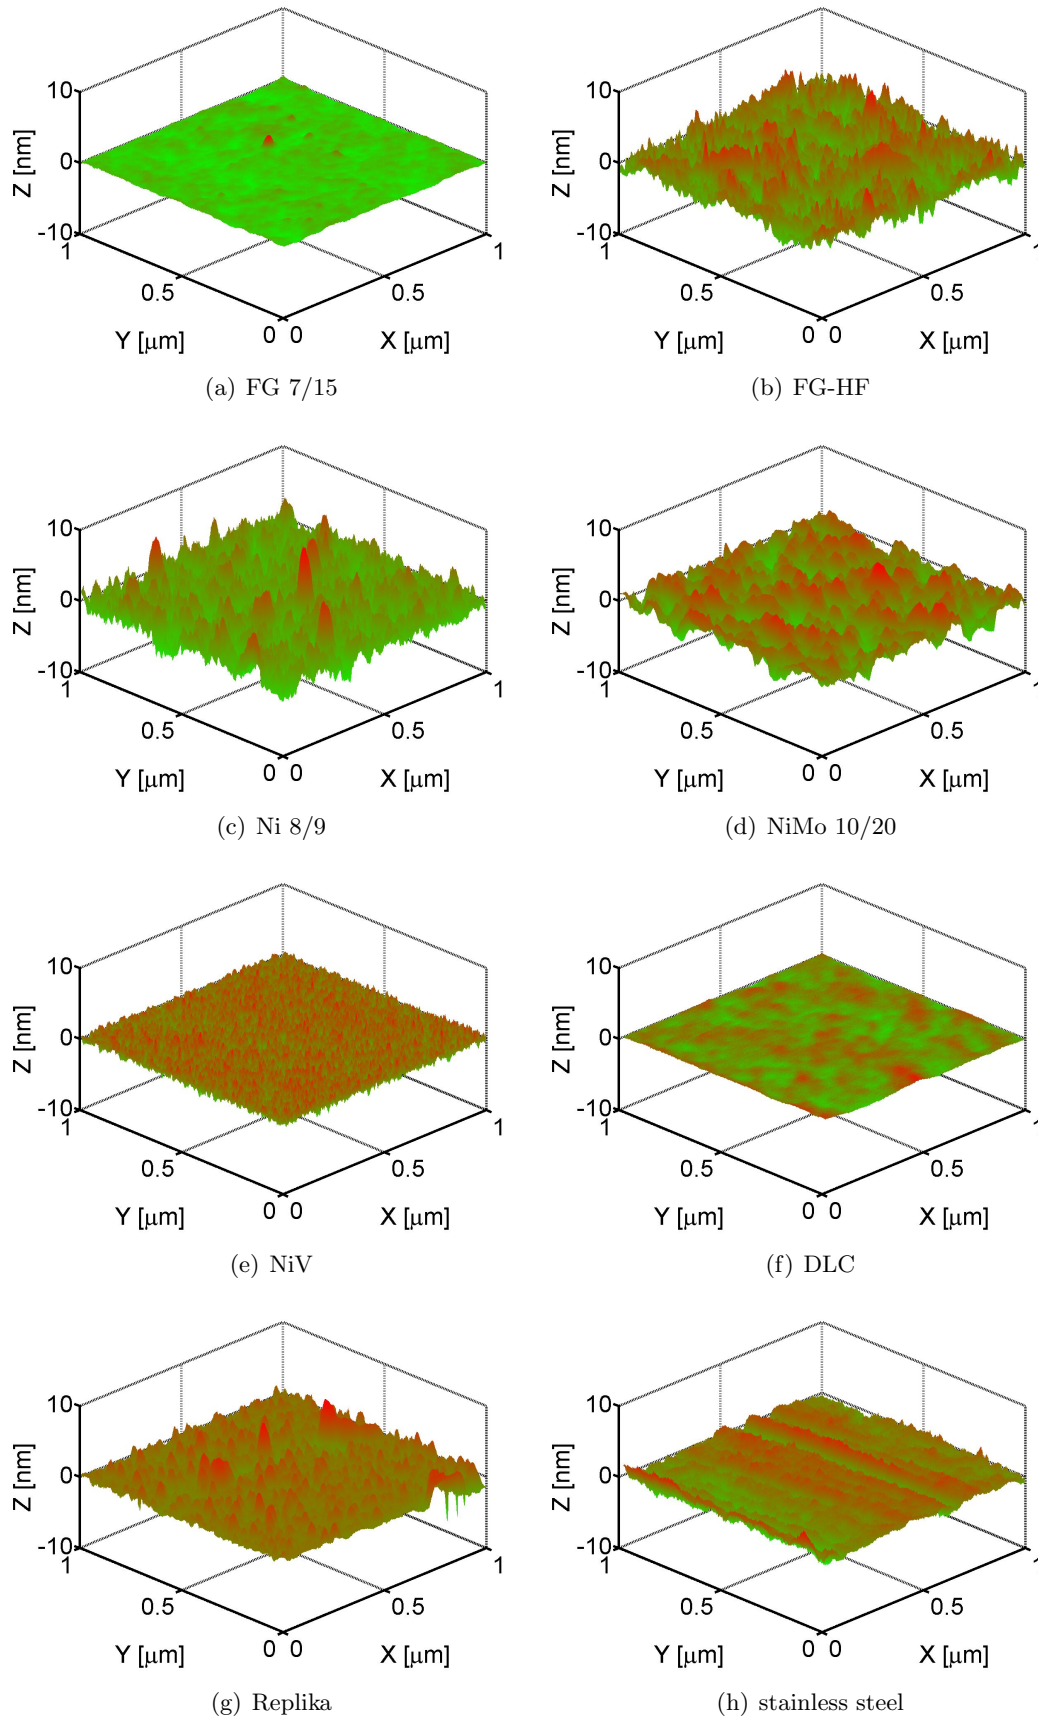 10 10
Z [nm] 0 Z [nm] 0
-10 -10
1 1 1 1
0.5 0.5 0.5 0.5
Y [μm] 0 0 X [μm] Y [μm] 0 0 X [μm]
(a) FG 7/15 (b) FG-HF
10 10
Z [nm] 0 Z [nm] 0
-10 -10
1 1 1 1
0.5 0.5 0.5 0.5
Y [μm] 0 0 X [μm] Y [μm] 0 0 X [μm]
(c) Ni 8/9 (d) NiMo 10/20
10 10
Z [nm] 0 Z [nm] 0
-10 -10
1 1 1 1
0.5 0.5 0.5 0.5
Y [μm] 0 0 X [μm] Y [μm] 0 0 X [μm]
(e) NiV (f) DLC
10 10
Z [nm] 0 Z [nm] 0
-10 -10
1 1 1 1
0.5 0.5 0.5 0.5
Y [μm] 0 0 X [μm] Y [μm] 0 0 X [μm]
(g) Replika (h) stainless steel